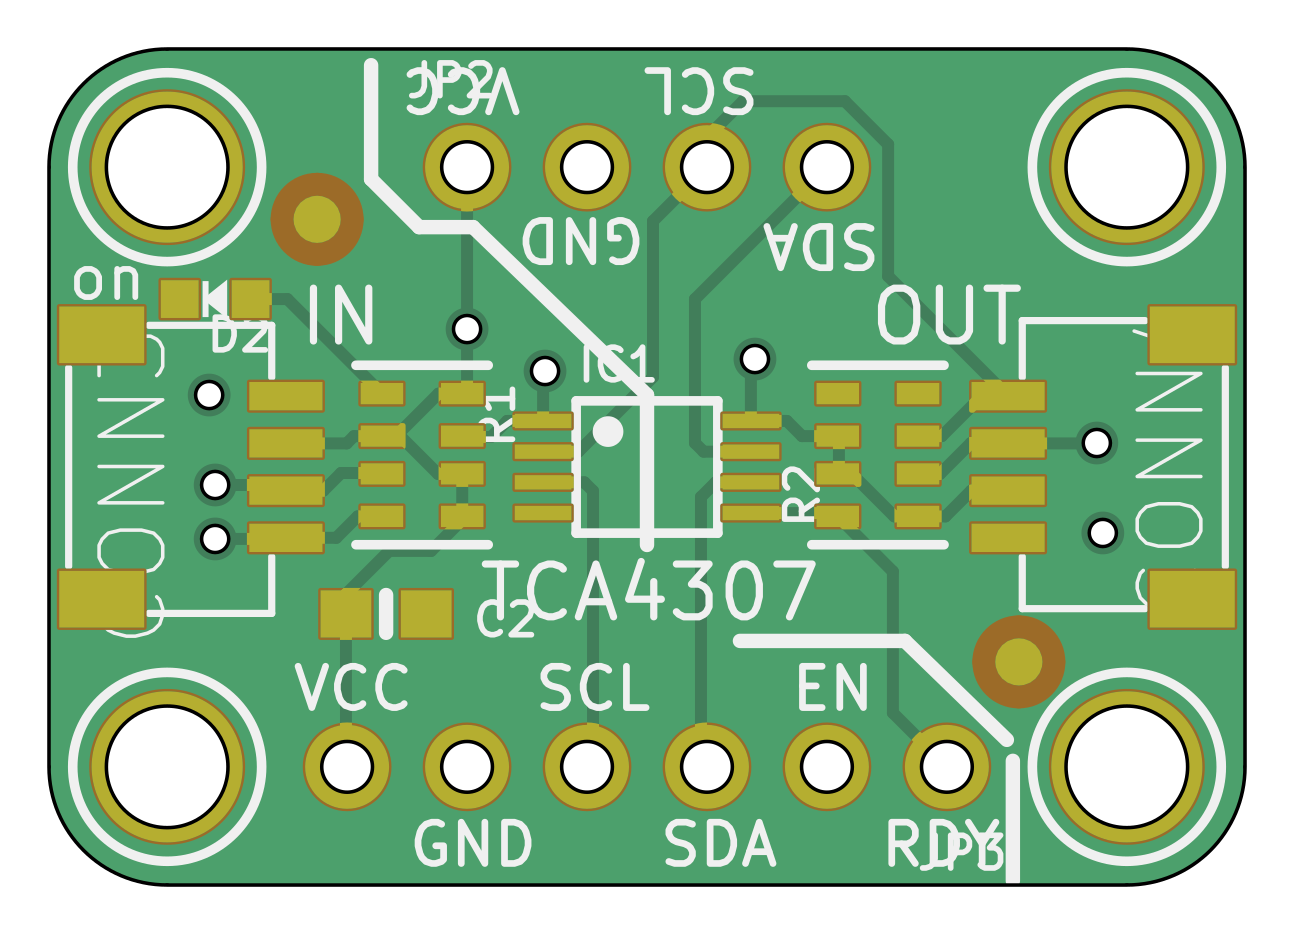 JP2
VCC
SCL
GND
SDA
on
D2
IN
OUT
IC1
R1
CONN
CONN
R2
TCA4307
C2
VCC
SCL
EN
GND
SDA
RDY
JP3